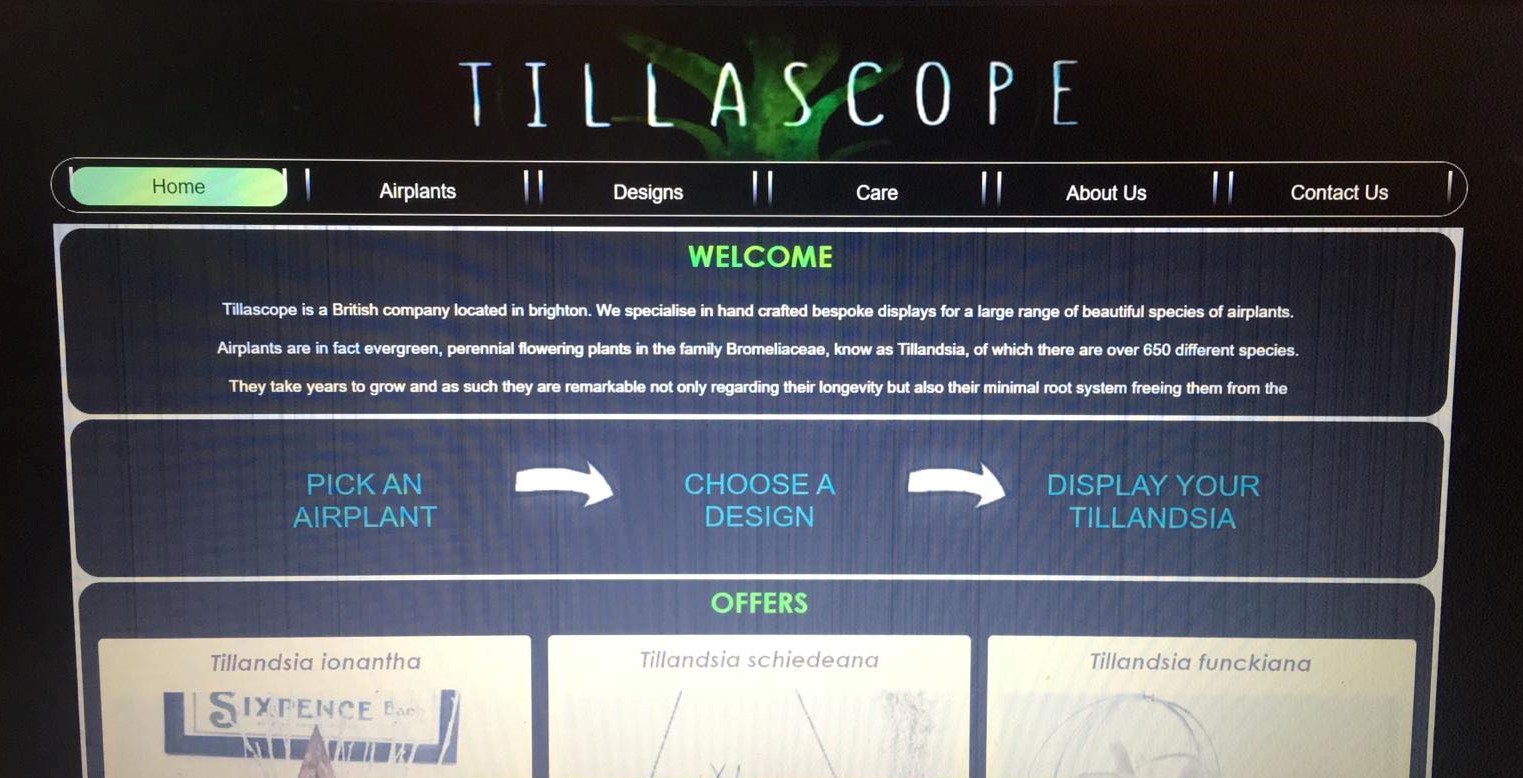 TILLASCOPE
Home Airplants Designs Care About Us Contact Us
WELCOME
Tillascope is a British company located in brighton. We specialise in hand crafted bespoke displays for a large range of beautiful species of airplants.
Airplants are in fact evergreen, perennial flowering plants in the family Bromeliaceae, know as Tillandsia, of which there are over 650 different species.
They take years to grow and as such they are remarkable not only regarding their longevity but also their minimal root system freeing them from the
PICK AN
AIRPLANT
CHOOSE A
DESIGN
DISPLAY YOUR
TILLANDSIA
OFFERS
Tillandsia ionantha
Tillandsia schiedeana
Tillandsia funckiana
SIXPENCE Each